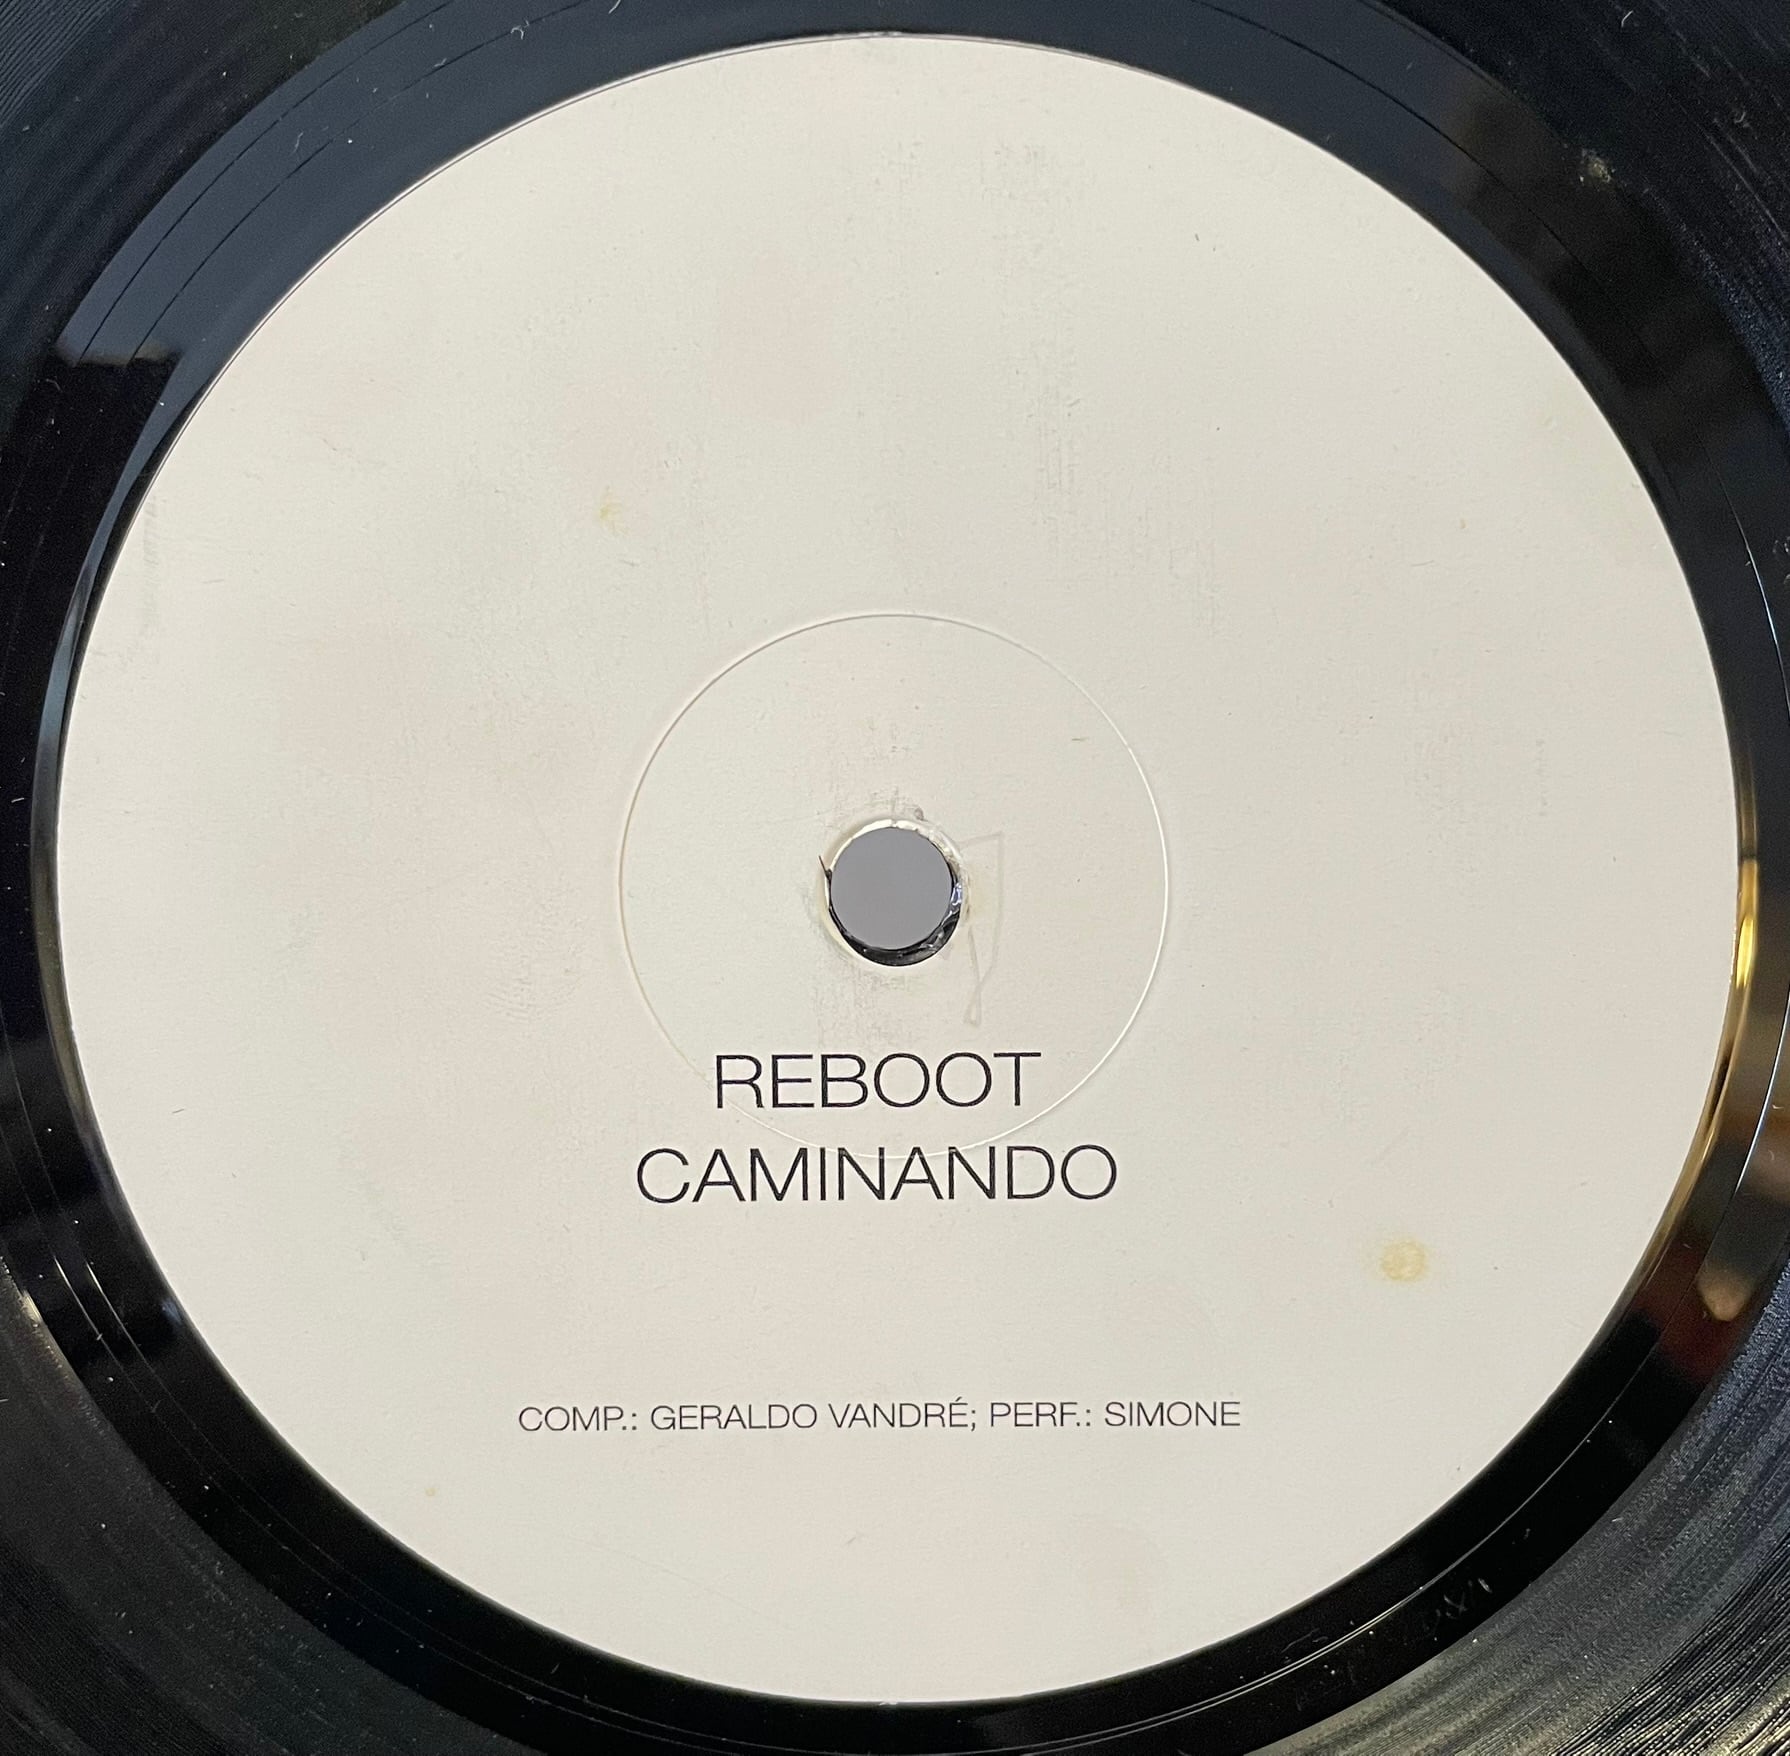 REBOOT
CAMINANDO
COMP.: GERALDO VANDRÉ; PERF.: SIMONE